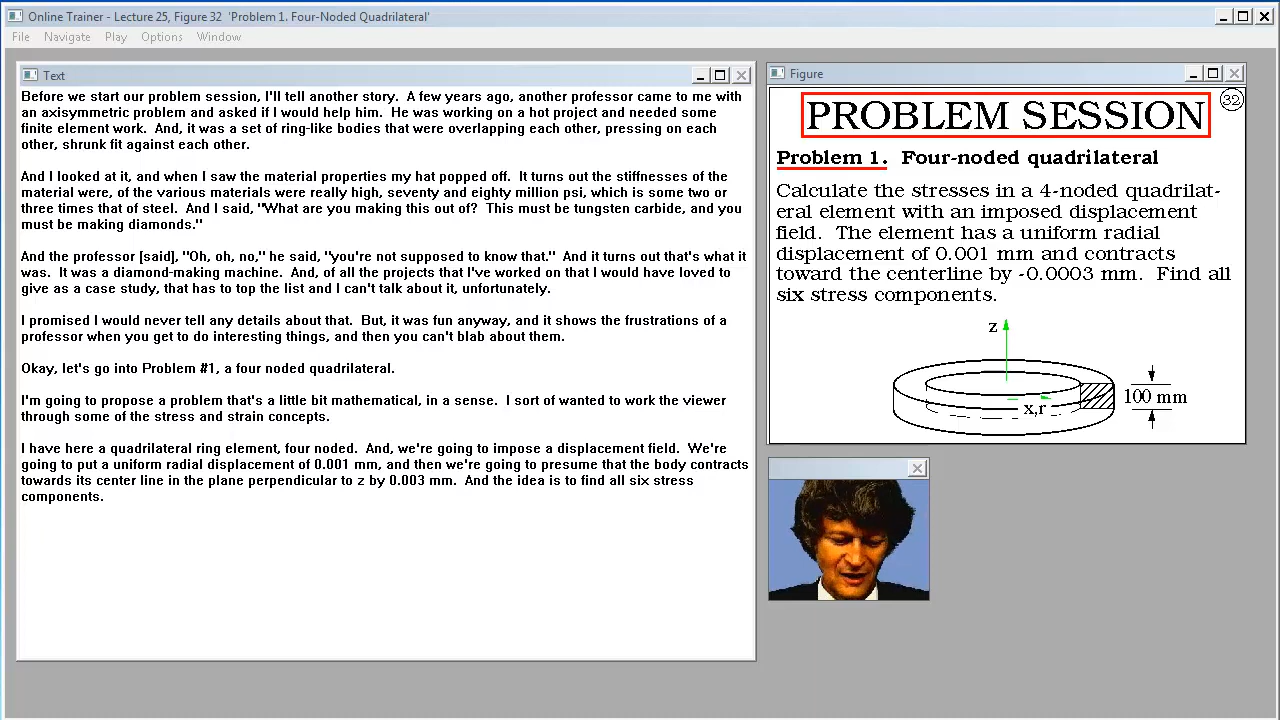 Online Trainer - Lecture 25, Figure 32 'Problem 1. Four-Noded Quadrilateral'
File Navigate Play Options Window
Text
Before we start our problem session, I'll tell another story. A few years ago, another professor came to me with
an axisymmetric problem and asked if I would help him. He was working on a hot project and needed some
finite element work. And, it was a set of ring-like bodies that were overlapping each other, pressing on each
other, shrunk fit against each other.
And I looked at it, and when I saw the material properties my hat popped off. It turns out the stiffnesses of the
material were, of the various materials were really high, seventy and eighty million psi, which is some two or
three times that of steel. And I said, "What are you making this out of? This must be tungsten carbide, and you
must be making diamonds."
And the professor [said], "Oh, oh, no," he said, "you're not supposed to know that." And it turns out that's what it
was. It was a diamond-making machine. And, of all the projects that I've worked on that I would have loved to
give as a case study, that has to top the list and I can't talk about it, unfortunately.
I promised I would never tell any details about that. But, it was fun anyway, and it shows the frustrations of a
professor when you get to do interesting things, and then you can't blab about them.
Okay, let's go into Problem #1, a four noded quadrilateral.
I'm going to propose a problem that's a little bit mathematical, in a sense. I sort of wanted to work the viewer
through some of the stress and strain concepts.
I have here a quadrilateral ring element, four noded. And, we're going to impose a displacement field. We're
going to put a uniform radial displacement of 0.001 mm, and then we're going to presume that the body contracts
towards its center line in the plane perpendicular to z by 0.003 mm. And the idea is to find all six stress
components.
Figure
PROBLEM SESSION
32
Problem 1. Four-noded quadrilateral
Calculate the stresses in a 4-noded quadrilat-
eral element with an imposed displacement
field. The element has a uniform radial
displacement of 0.001 mm and contracts
toward the centerline by -0.0003 mm. Find all
six stress components.
z
100 mm
x,r